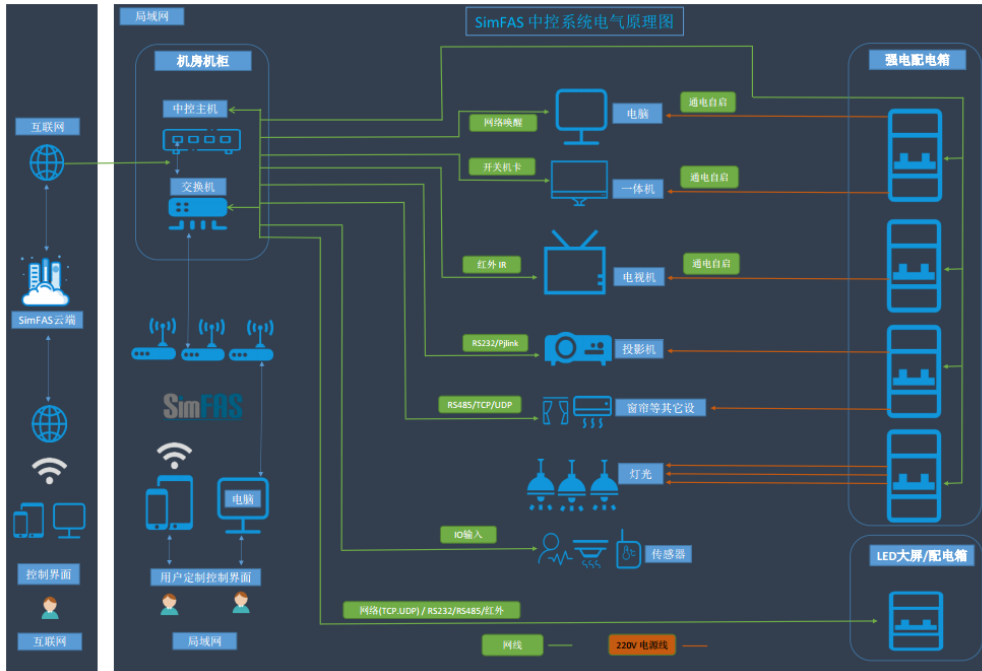 局域网
SimFAS 中控系统电气原理图
机房机柜
强电配电箱
中控主机
互联网
网络唤醒
电脑
通电自启
交换机
开关机卡
一体机
通电自启
红外 IR
电视机
通电自启
SimFAS云端
RS232/Pjlink
投影机
SimFAS
RS485/TCP/UDP
窗帘等其它设
灯光
电脑
IO输入
传感器
LED大屏/配电箱
控制界面
用户定制控制界面
网络(TCP.UDP) / RS232/RS485/红外
互联网
局域网
网线
220V 电源线